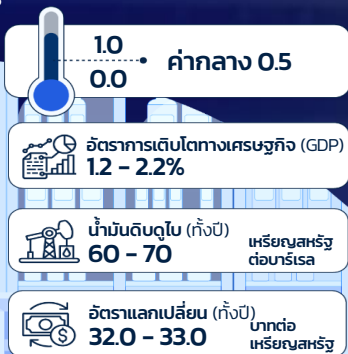 1.0
0.0
ค่ากลาง 0.5
อัตราการเติบโตทางเศรษฐกิจ (GDP)
1.2 – 2.2%
น้ำมันดิบดูไบ (ทั้งปี)
60 - 70
เหรียญสหรัฐ
ต่อบาร์เรล
อัตราแลกเปลี่ยน (ทั้งปี)
32.0 – 33.0
บาทต่อ
เหรียญสหรัฐ